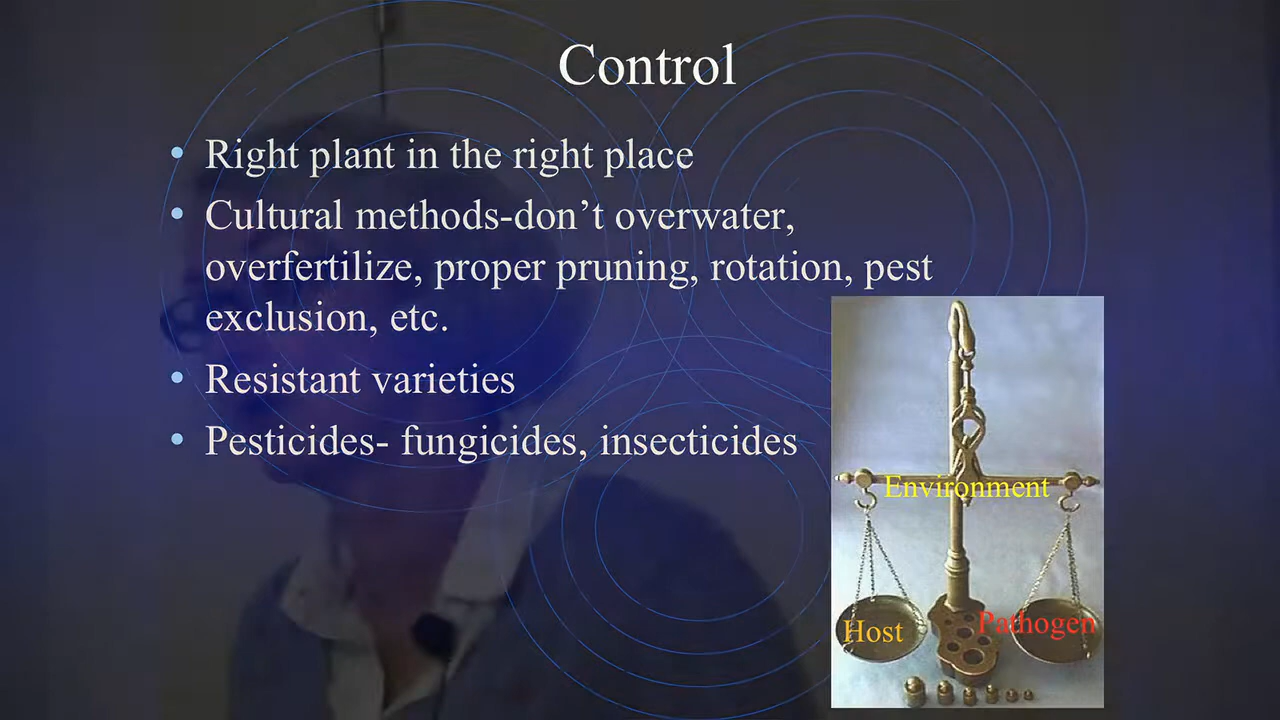 Control
• Right plant in the right place
• Cultural methods-don’t overwater,
overfertilize, proper pruning, rotation, pest
exclusion, etc.
• Resistant varieties
• Pesticides- fungicides, insecticides
Environment
Host
Pathogen